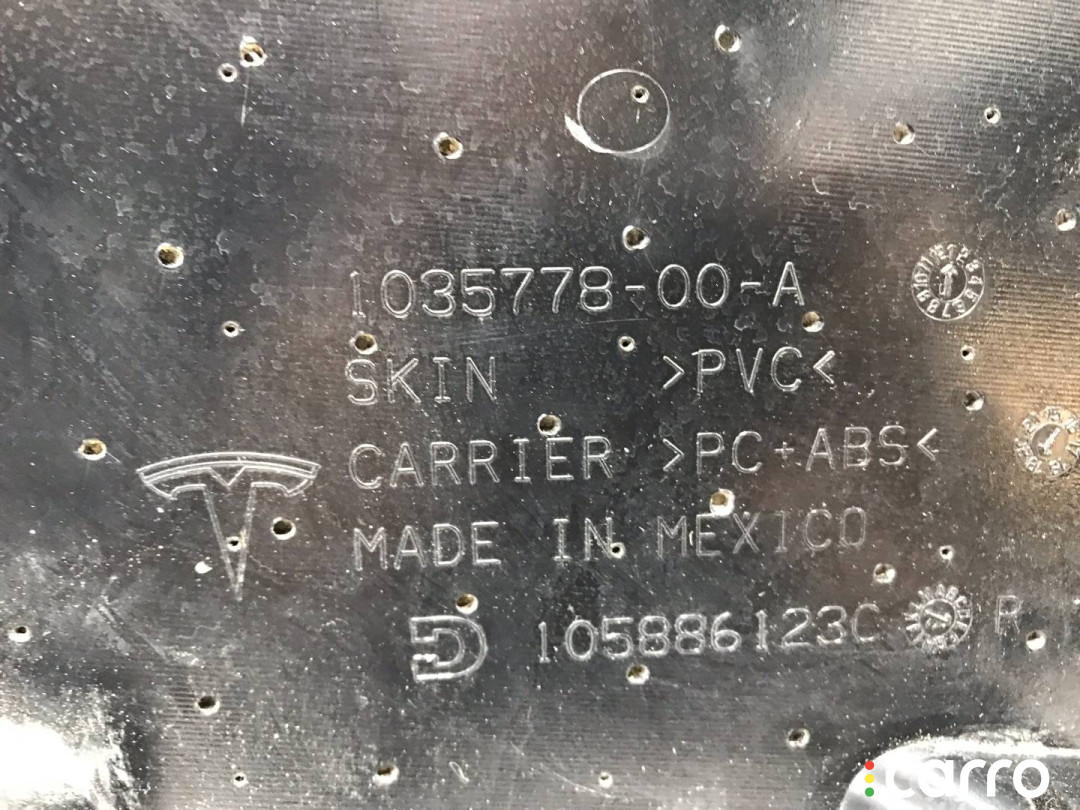 1035778-00-A
SKIN >PVC<
CARRIER >PC+ABS<
MADE IN MEXICO
105886123C R
carro